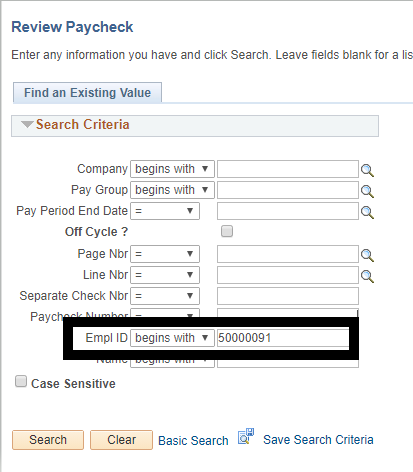 Review Paycheck
Enter any information you have and click Search. Leave fields blank for a lis
Find an Existing Value
Search Criteria
Company begins with
Pay Group begins with
Pay Period End Date =
Off Cycle ?
Page Nbr =
Line Nbr =
Separate Check Nbr =
Paycheck Number =
Empl ID begins with 50000091
Name begins with
Case Sensitive
Search Clear Basic Search Save Search Criteria